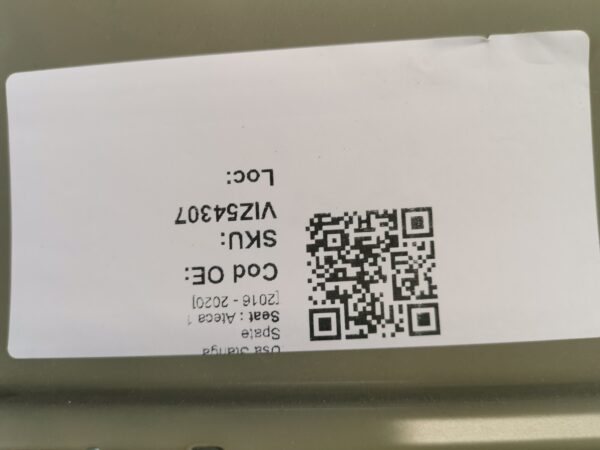 Usa Stanga
Spate
Seat : Ateca 1
[2016 - 2020]
Cod OE:
SKU:
VIZ54307
Loc: